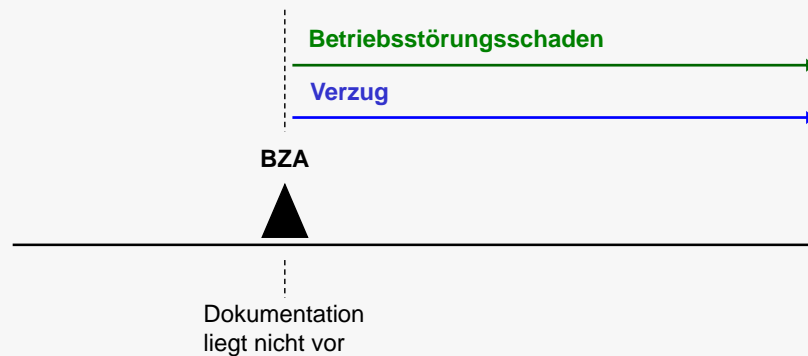 Betriebsstörungsschaden
Verzug
BZA
Dokumentation
liegt nicht vor